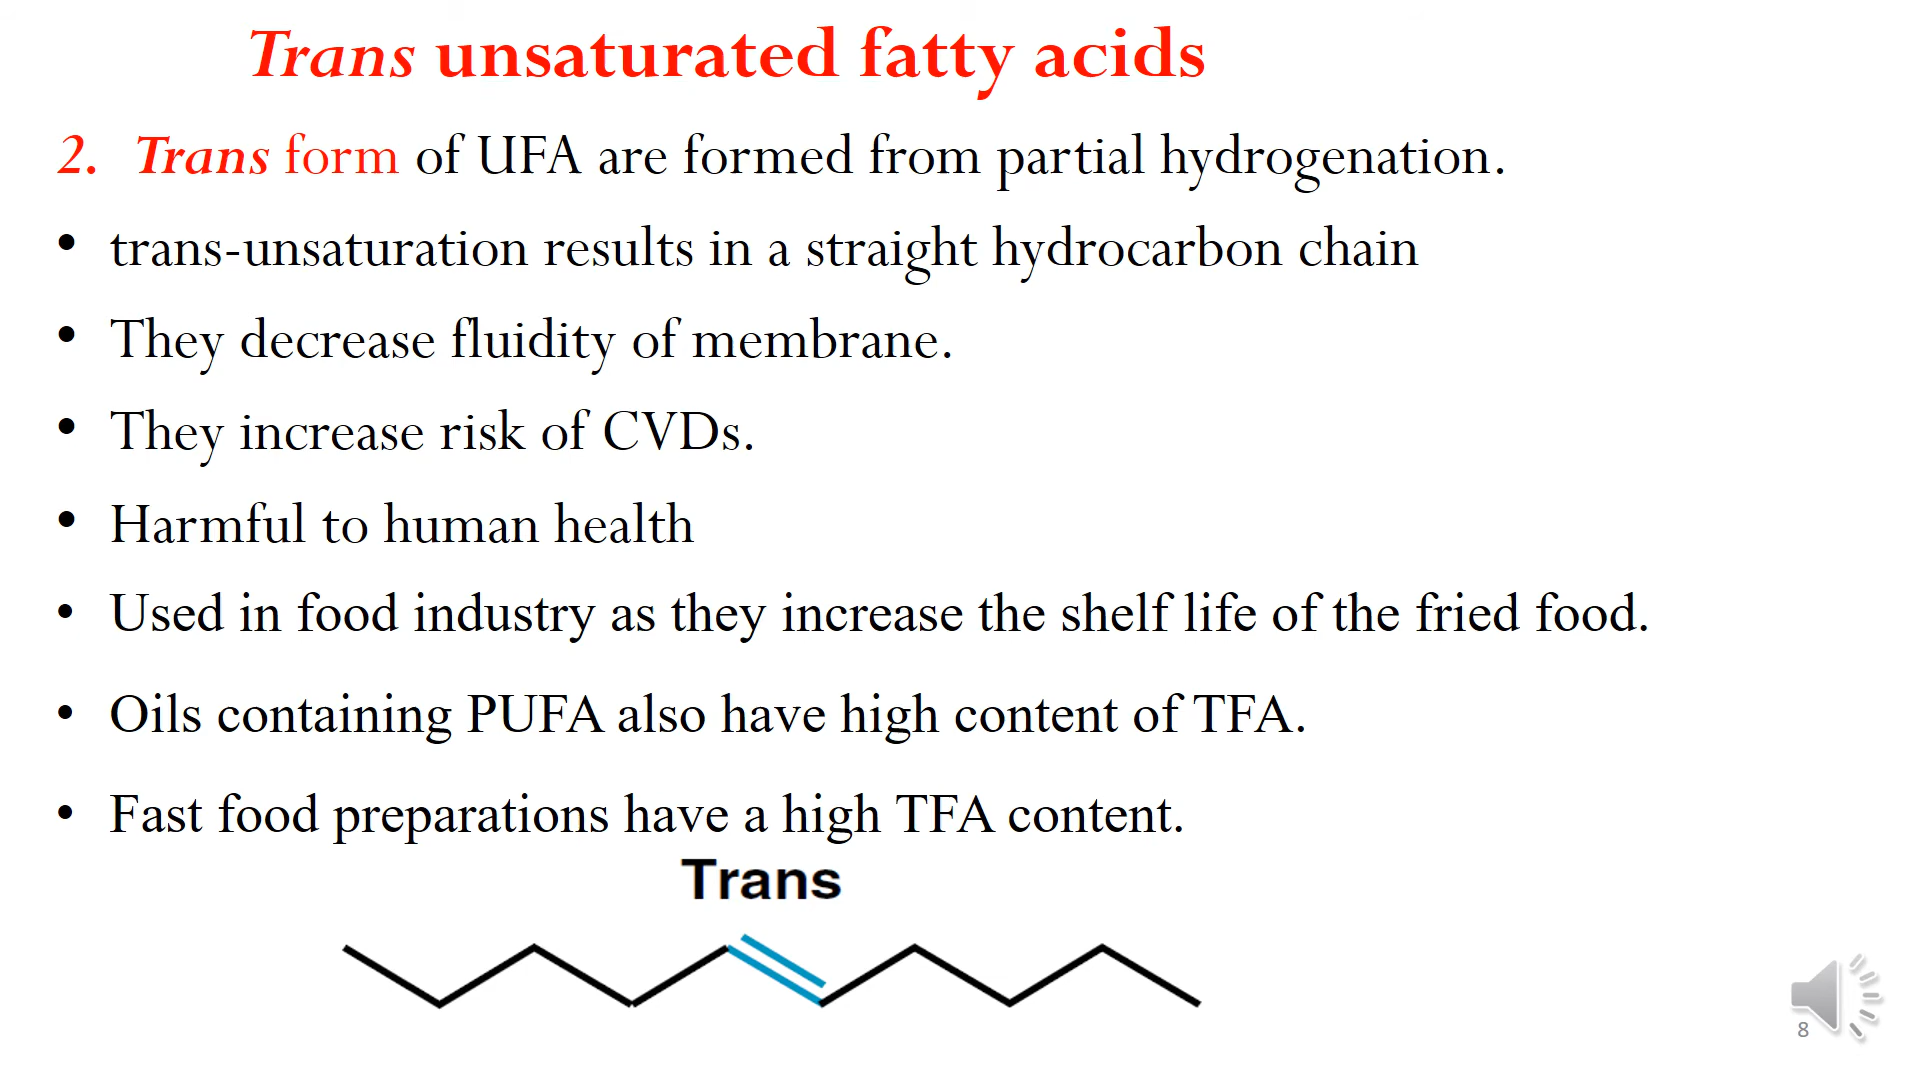 Trans unsaturated fatty acids
2. Trans form of UFA are formed from partial hydrogenation.
• trans-unsaturation results in a straight hydrocarbon chain
• They decrease fluidity of membrane.
• They increase risk of CVDs.
• Harmful to human health
• Used in food industry as they increase the shelf life of the fried food.
• Oils containing PUFA also have high content of TFA.
• Fast food preparations have a high TFA content.
Trans
8